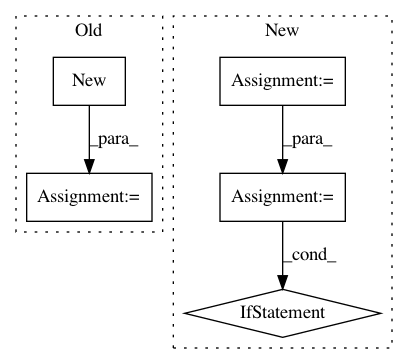 Old
New
New
Assignment:=
_para_
_para_
Assignment:=
Assignment:=
_cond_
IfStatement